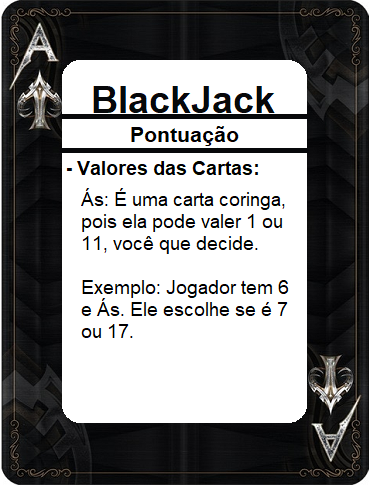 A
BlackJack
Pontuação
- Valores das Cartas:
Ás: É uma carta coringa,
pois ela pode valer 1 ou
11, você que decide.
Exemplo: Jogador tem 6
e Ás. Ele escolhe se é 7
ou 17.
A